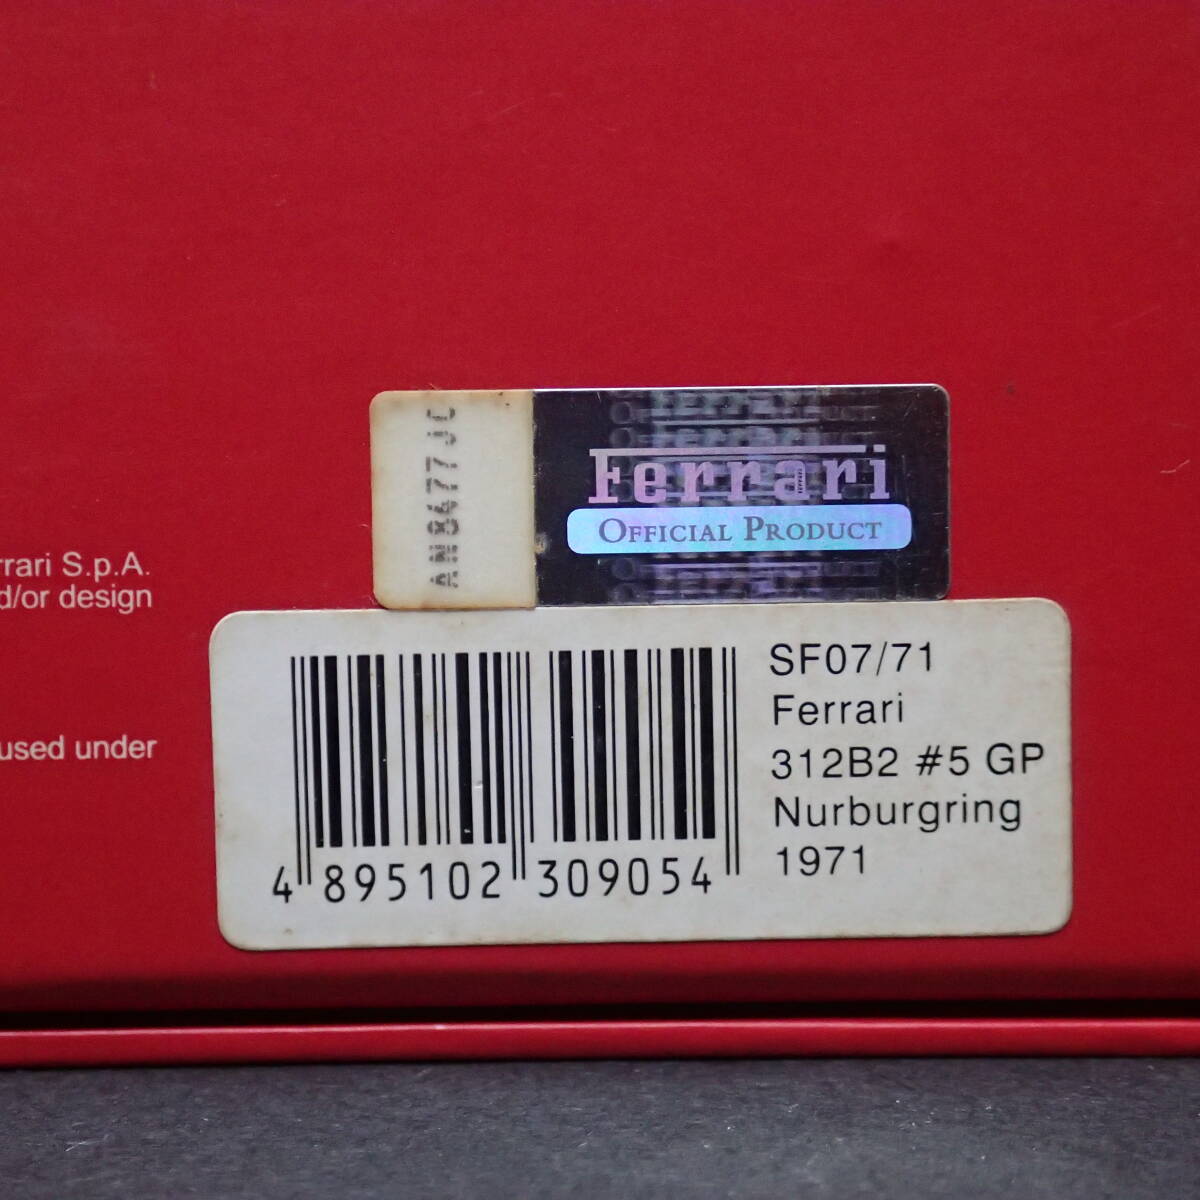 rrari S.p.A.
d/or design
used under
Ferrari
OFFICIAL PRODUCT
SF07/71
Ferrari
312B2 #5 GP
Nurburgring
1971
4 895102 309054